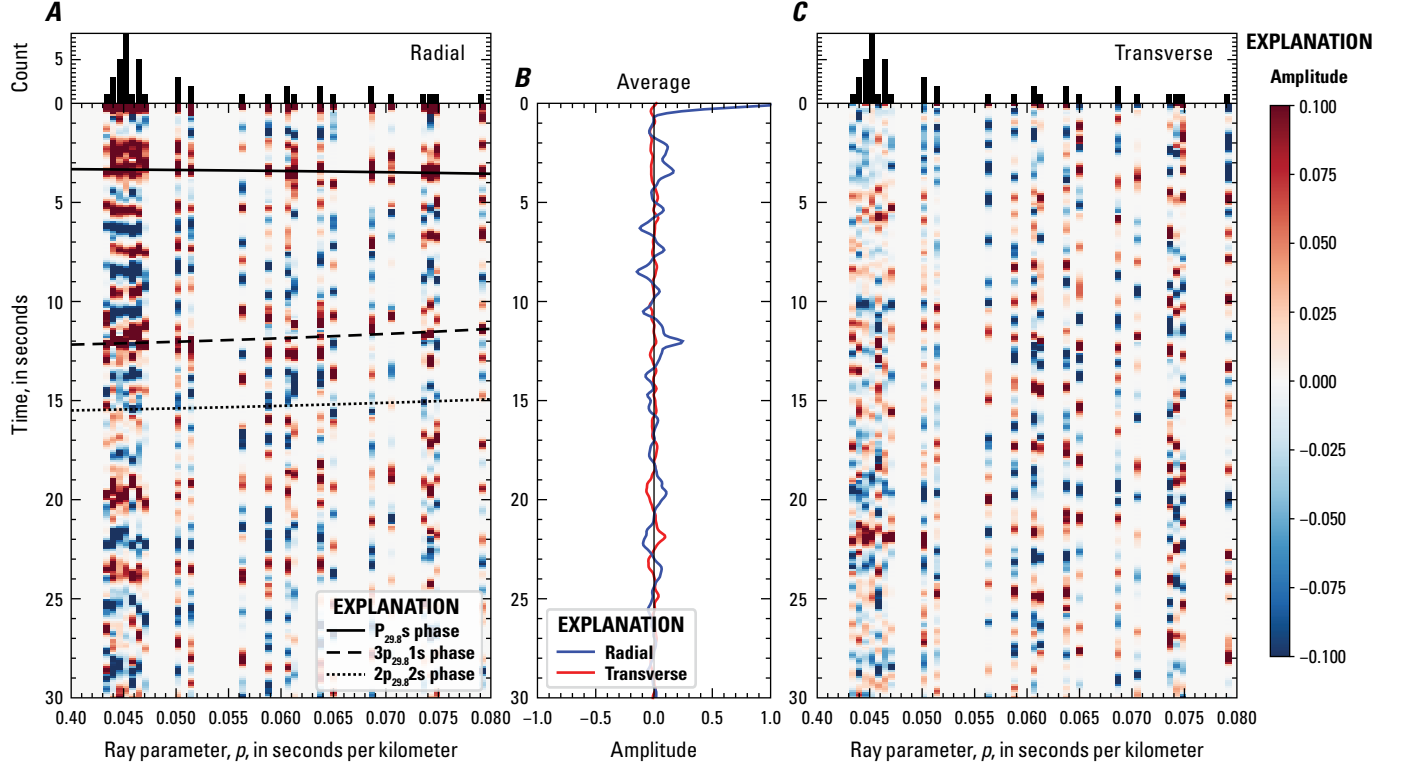 A
Radial
Count
5
0
5
10
15
20
25
30
Time, in seconds
EXPLANATION
P29.8s phase
3p29.81s phase
2p29.82s phase
0.40 0.045 0.050 0.055 0.060 0.065 0.070 0.075 0.080
Ray parameter, p, in seconds per kilometer
B
Average
0
5
10
15
20
25
30
EXPLANATION
Radial
Transverse
−1.0 −0.5 0.0 0.5 1.0
Amplitude
C
Transverse
5
0
5
10
15
20
25
30
0.40 0.045 0.050 0.055 0.060 0.065 0.070 0.075 0.080
Ray parameter, p, in seconds per kilometer
EXPLANATION
Amplitude
0.100
0.075
0.050
0.025
0.000
−0.025
−0.050
−0.075
−0.100